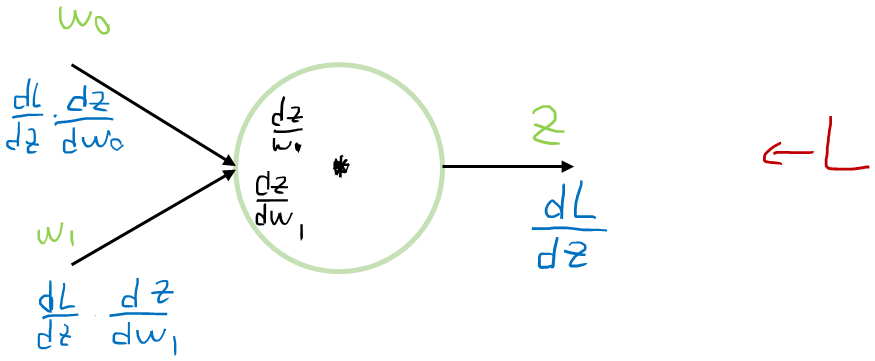 w₀
dL/dz · dz/dw₀
dz/w₀
dz/dw₁
*
z
dL/dz
← L
w₁
dL/dz · dz/dw₁